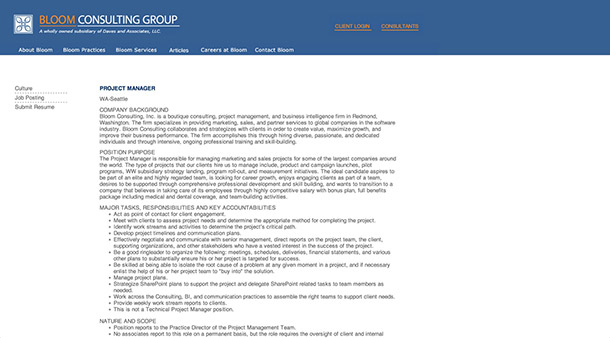 BLOOM CONSULTING GROUP
A wholly owned subsidiary of Daves and Associates, LLC.
CLIENT LOGIN CONSULTANTS
About Bloom Bloom Practices Bloom Services Articles Careers at Bloom Contact Bloom
Culture
Job Posting
Submit Resume
PROJECT MANAGER
WA-Seattle
COMPANY BACKGROUND
Bloom Consulting, Inc. is a boutique consulting, project management, and business intelligence firm in Redmond,
Washington. The firm specializes in providing marketing, sales, and partner services to global companies in the software
industry. Bloom Consulting collaborates and strategizes with clients in order to create value, maximize growth, and
improve their business performance. The firm accomplishes this through hiring diverse, passionate, and dedicated
individuals and through intensive, ongoing professional training and skill-building.
POSITION PURPOSE
The Project Manager is responsible for managing marketing and sales projects for some of the largest companies around
the world. The type of projects that our clients hire us to manage include, product and campaign launches, pilot
programs, WW subsidiary strategy landing, program roll-out, and measurement initiatives. The ideal candidate aspires to
be part of an elite and highly regarded team, is looking for career growth, enjoys engaging clients as part of a team,
desires to be supported through comprehensive professional development and skill building, and wants to transition to a
company that believes in taking care of its employees through highly competitive salary with bonus plan, full benefits
package including medical and dental coverage, and team-building activities.
MAJOR TASKS, RESPONSIBILITIES AND KEY ACCOUNTABILITIES
• Act as point of contact for client engagement.
• Meet with clients to assess project needs and determine the appropriate method for completing the project.
• Identify work streams and activities to determine the project's critical path.
• Develop project timelines and communication plans.
• Effectively negotiate and communicate with senior management, direct reports on the project team, the client,
supporting organizations, and other stakeholders who have a vested interest in the success of the project.
• Be a good ringleader to organize the following: meetings, schedules, deliveries, financial statements, and various
other plans to substantially ensure his or her project is targeted for success.
• Be skilled at being able to isolate the root cause of a problem at any given moment in a project, and if necessary
enlist the help of his or her project team to "buy into" the solution.
• Manage project plans.
• Strategize SharePoint plans to support the project and delegate SharePoint related tasks to team members as
needed.
• Work across the Consulting, BI, and communication practices to assemble the right teams to support client needs.
• Provide weekly work stream reports to clients.
• This is not a Technical Project Manager position.
NATURE AND SCOPE
• Position reports to the Practice Director of the Project Management Team.
• No associates report to this role on a permanent basis, but the role requires the oversight of client and internal